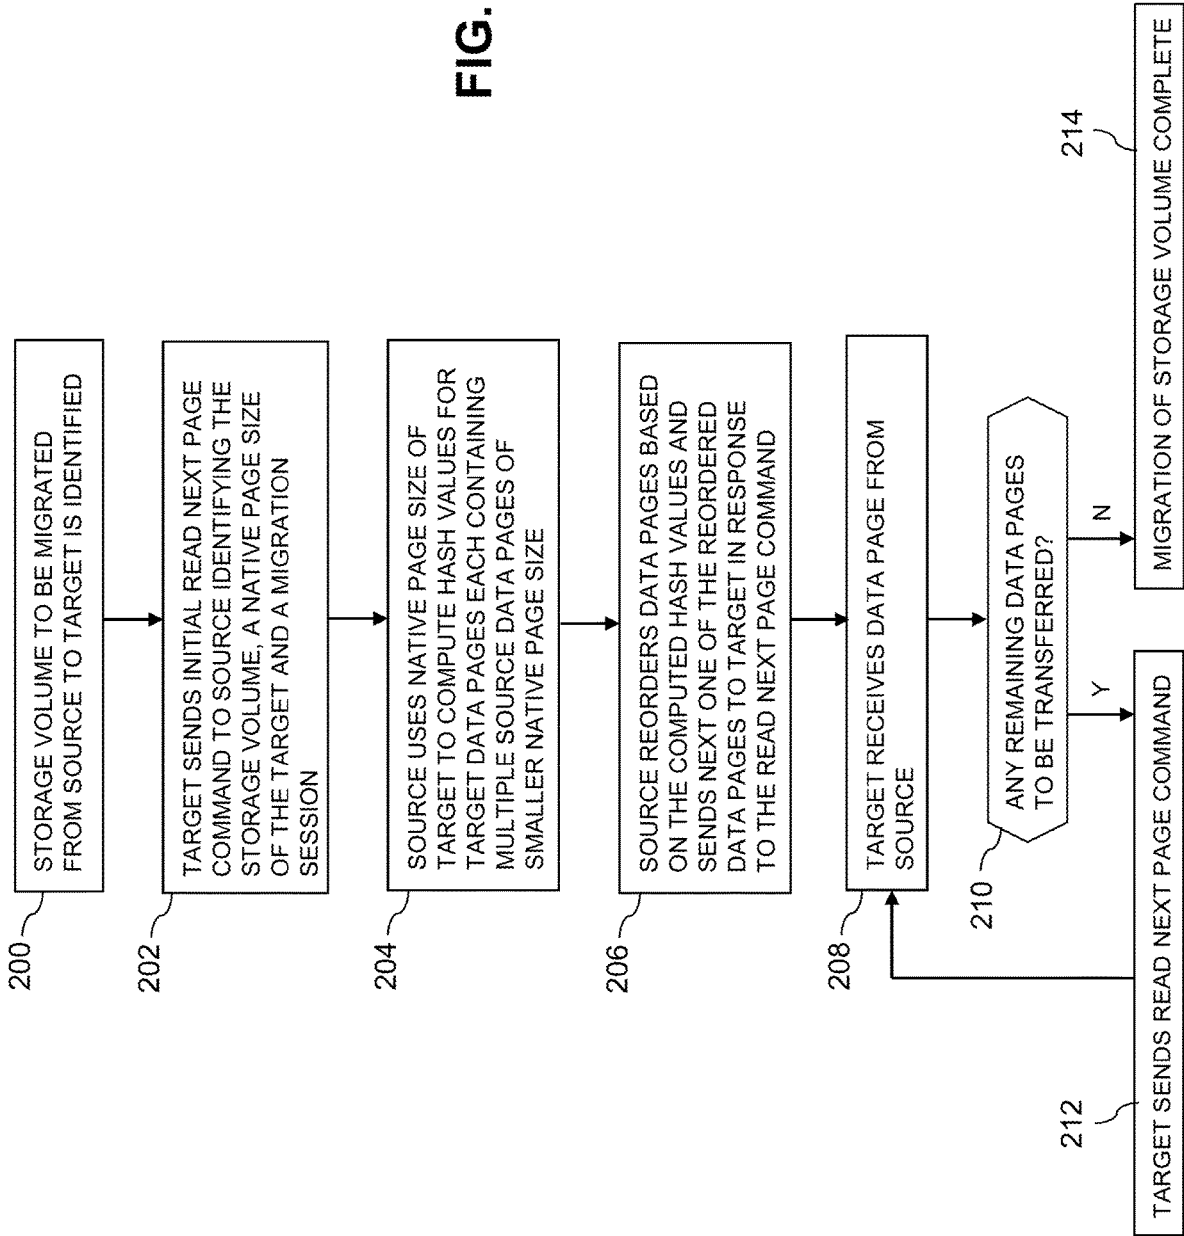 FIG.
200
STORAGE VOLUME TO BE MIGRATED
FROM SOURCE TO TARGET IS IDENTIFIED
202
TARGET SENDS INITIAL READ NEXT PAGE
COMMAND TO SOURCE IDENTIFYING THE
STORAGE VOLUME, A NATIVE PAGE SIZE
OF THE TARGET AND A MIGRATION
SESSION
204
SOURCE USES NATIVE PAGE SIZE OF
TARGET TO COMPUTE HASH VALUES FOR
TARGET DATA PAGES EACH CONTAINING
MULTIPLE SOURCE DATA PAGES OF
SMALLER NATIVE PAGE SIZE
206
SOURCE REORDERS DATA PAGES BASED
ON THE COMPUTED HASH VALUES AND
SENDS NEXT ONE OF THE REORDERED
DATA PAGES TO TARGET IN RESPONSE
TO THE READ NEXT PAGE COMMAND
208
TARGET RECEIVES DATA PAGE FROM
SOURCE
210
ANY REMAINING DATA PAGES
TO BE TRANSFERRED?
Y
N
212
TARGET SENDS READ NEXT PAGE COMMAND
214
MIGRATION OF STORAGE VOLUME COMPLETE